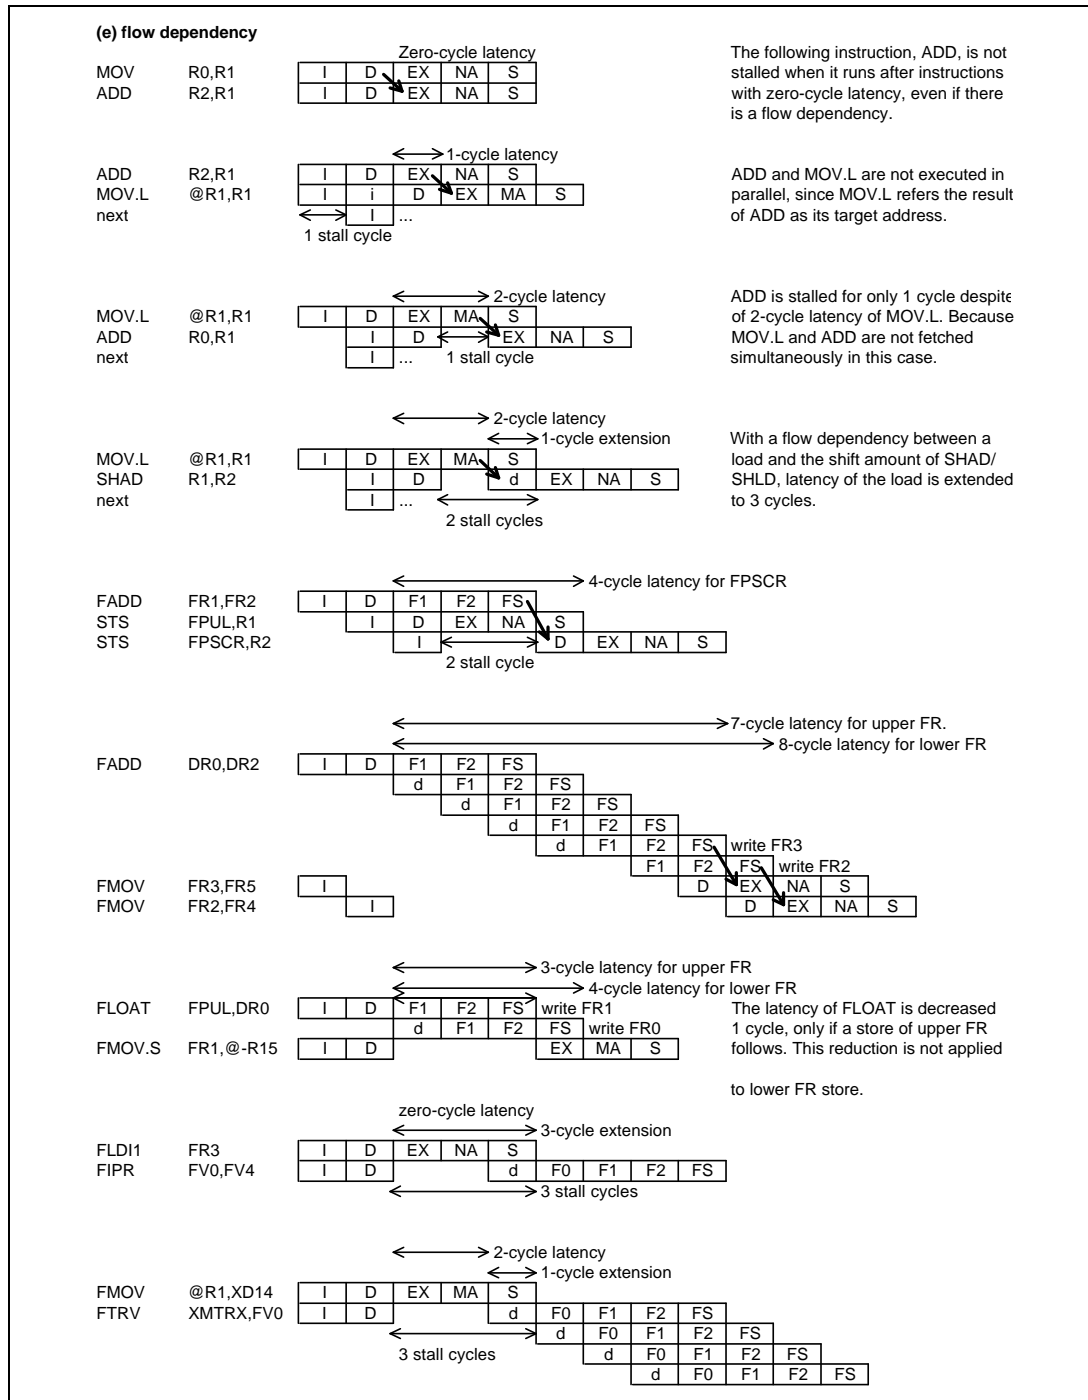 (e) flow dependency
Zero-cycle latency
MOV R0,R1 I D EX NA S
ADD R2,R1 I D EX NA S
The following instruction, ADD, is not
stalled when it runs after instructions
with zero-cycle latency, even if there
is a flow dependency.
1-cycle latency
ADD R2,R1 I D EX NA S
MOV.L @R1,R1 I i D EX MA S
next I ...
1 stall cycle
ADD and MOV.L are not executed in
parallel, since MOV.L refers the result
of ADD as its target address.
2-cycle latency
MOV.L @R1,R1 I D EX MA S
ADD R0,R1 I D EX NA S
next I ... 1 stall cycle
ADD is stalled for only 1 cycle despite
of 2-cycle latency of MOV.L. Because
MOV.L and ADD are not fetched
simultaneously in this case.
2-cycle latency
1-cycle extension
MOV.L @R1,R1 I D EX MA S
SHAD R1,R2 I D d EX NA S
next I ...
2 stall cycles
With a flow dependency between a
load and the shift amount of SHAD/
SHLD, latency of the load is extended
to 3 cycles.
4-cycle latency for FPSCR
FADD FR1,FR2 I D F1 F2 FS
STS FPUL,R1 I D EX NA S
STS FPSCR,R2 I D EX NA S
2 stall cycle
7-cycle latency for upper FR.
8-cycle latency for lower FR
FADD DR0,DR2 I D F1 F2 FS
d F1 F2 FS
d F1 F2 FS
d F1 F2 FS
d F1 F2 FS write FR3
F1 F2 FS write FR2
FMOV FR3,FR5 I D EX NA S
FMOV FR2,FR4 I D EX NA S
3-cycle latency for upper FR
4-cycle latency for lower FR
FLOAT FPUL,DR0 I D F1 F2 FS write FR1
d F1 F2 FS write FR0
FMOV.S FR1,@-R15 I D EX MA S
The latency of FLOAT is decreased
1 cycle, only if a store of upper FR
follows. This reduction is not applied
to lower FR store.
zero-cycle latency
3-cycle extension
FLDI1 FR3 I D EX NA S
FIPR FV0,FV4 I D d F0 F1 F2 FS
3 stall cycles
2-cycle latency
1-cycle extension
FMOV @R1,XD14 I D EX MA S
FTRV XMTRX,FV0 I D d F0 F1 F2 FS
d F0 F1 F2 FS
3 stall cycles d F0 F1 F2 FS
d F0 F1 F2 FS